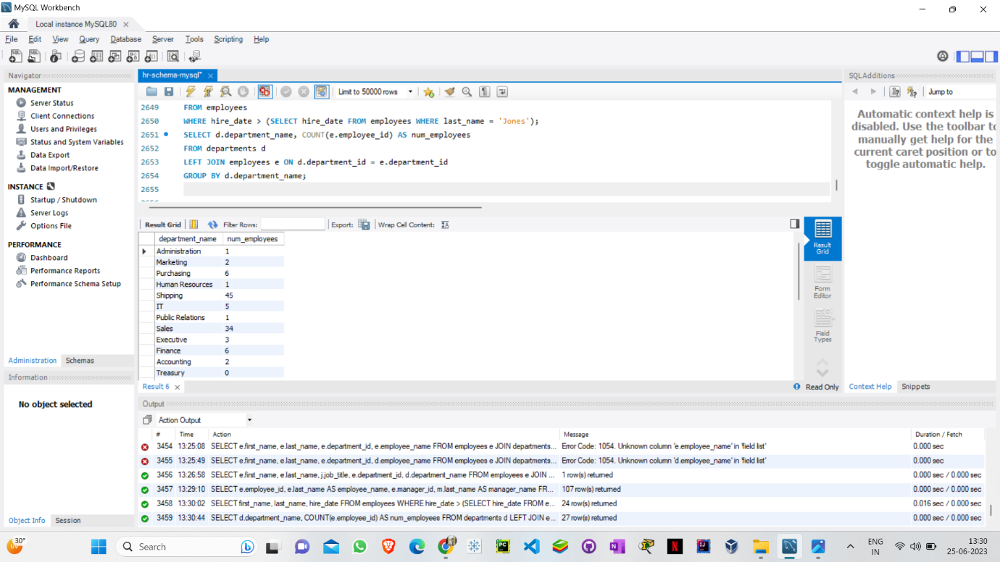 MySQL Workbench
Local instance MySQL80
File Edit View Query Database Server Tools Scripting Help
Navigator
MANAGEMENT
Server Status
Client Connections
Users and Privileges
Status and System Variables
Data Export
Data Import/Restore
INSTANCE
Startup / Shutdown
Server Logs
Options File
PERFORMANCE
Dashboard
Performance Reports
Performance Schema Setup
Administration Schemas
Information
No object selected
Object Info Session
hr-schema-mysql*
Limit to 50000 rows
2649 FROM employees
2650 WHERE hire_date > (SELECT hire_date FROM employees WHERE last_name = 'Jones');
2651 SELECT d.department_name, COUNT(e.employee_id) AS num_employees
2652 FROM departments d
2653 LEFT JOIN employees e ON d.department_id = e.department_id
2654 GROUP BY d.department_name;
2655
Result Grid Filter Rows: Export: Wrap Cell Content:
department_name num_employees
Administration 1
Marketing 2
Purchasing 6
Human Resources 1
Shipping 45
IT 5
Public Relations 1
Sales 34
Executive 3
Finance 6
Accounting 2
Treasury 0
Result Grid
Form Editor
Field Types
Result 6 Read Only
SQLAdditions
Jump to
Automatic context help is
disabled. Use the toolbar to
manually get help for the
current caret position or to
toggle automatic help.
Context Help Snippets
Output
Action Output
# Time Action Message Duration / Fetch
3454 13:25:08 SELECT e.first_name, e.last_name, e.department_id, e.employee_name FROM employees e JOIN departments... Error Code: 1054. Unknown column 'e.employee_name' in 'field list' 0.000 sec
3455 13:25:49 SELECT e.first_name, e.last_name, e.department_id, d.employee_name FROM employees e JOIN departments... Error Code: 1054. Unknown column 'd.employee_name' in 'field list' 0.000 sec
3456 13:26:58 SELECT e.first_name, e.last_name, j.job_title, e.department_id, d.department_name FROM employees e JOIN ... 1 row(s) returned 0.000 sec / 0.000 sec
3457 13:29:10 SELECT e.employee_id, e.last_name AS employee_name, e.manager_id, m.last_name AS manager_name FR... 107 row(s) returned 0.000 sec / 0.000 sec
3458 13:30:02 SELECT first_name, last_name, hire_date FROM employees WHERE hire_date > (SELECT hire_date FROM e... 24 row(s) returned 0.016 sec / 0.000 sec
3459 13:30:44 SELECT d.department_name, COUNT(e.employee_id) AS num_employees FROM departments d LEFT JOIN e... 27 row(s) returned 0.000 sec / 0.000 sec
30°
Search
ENG
IN
13:30
25-06-2023